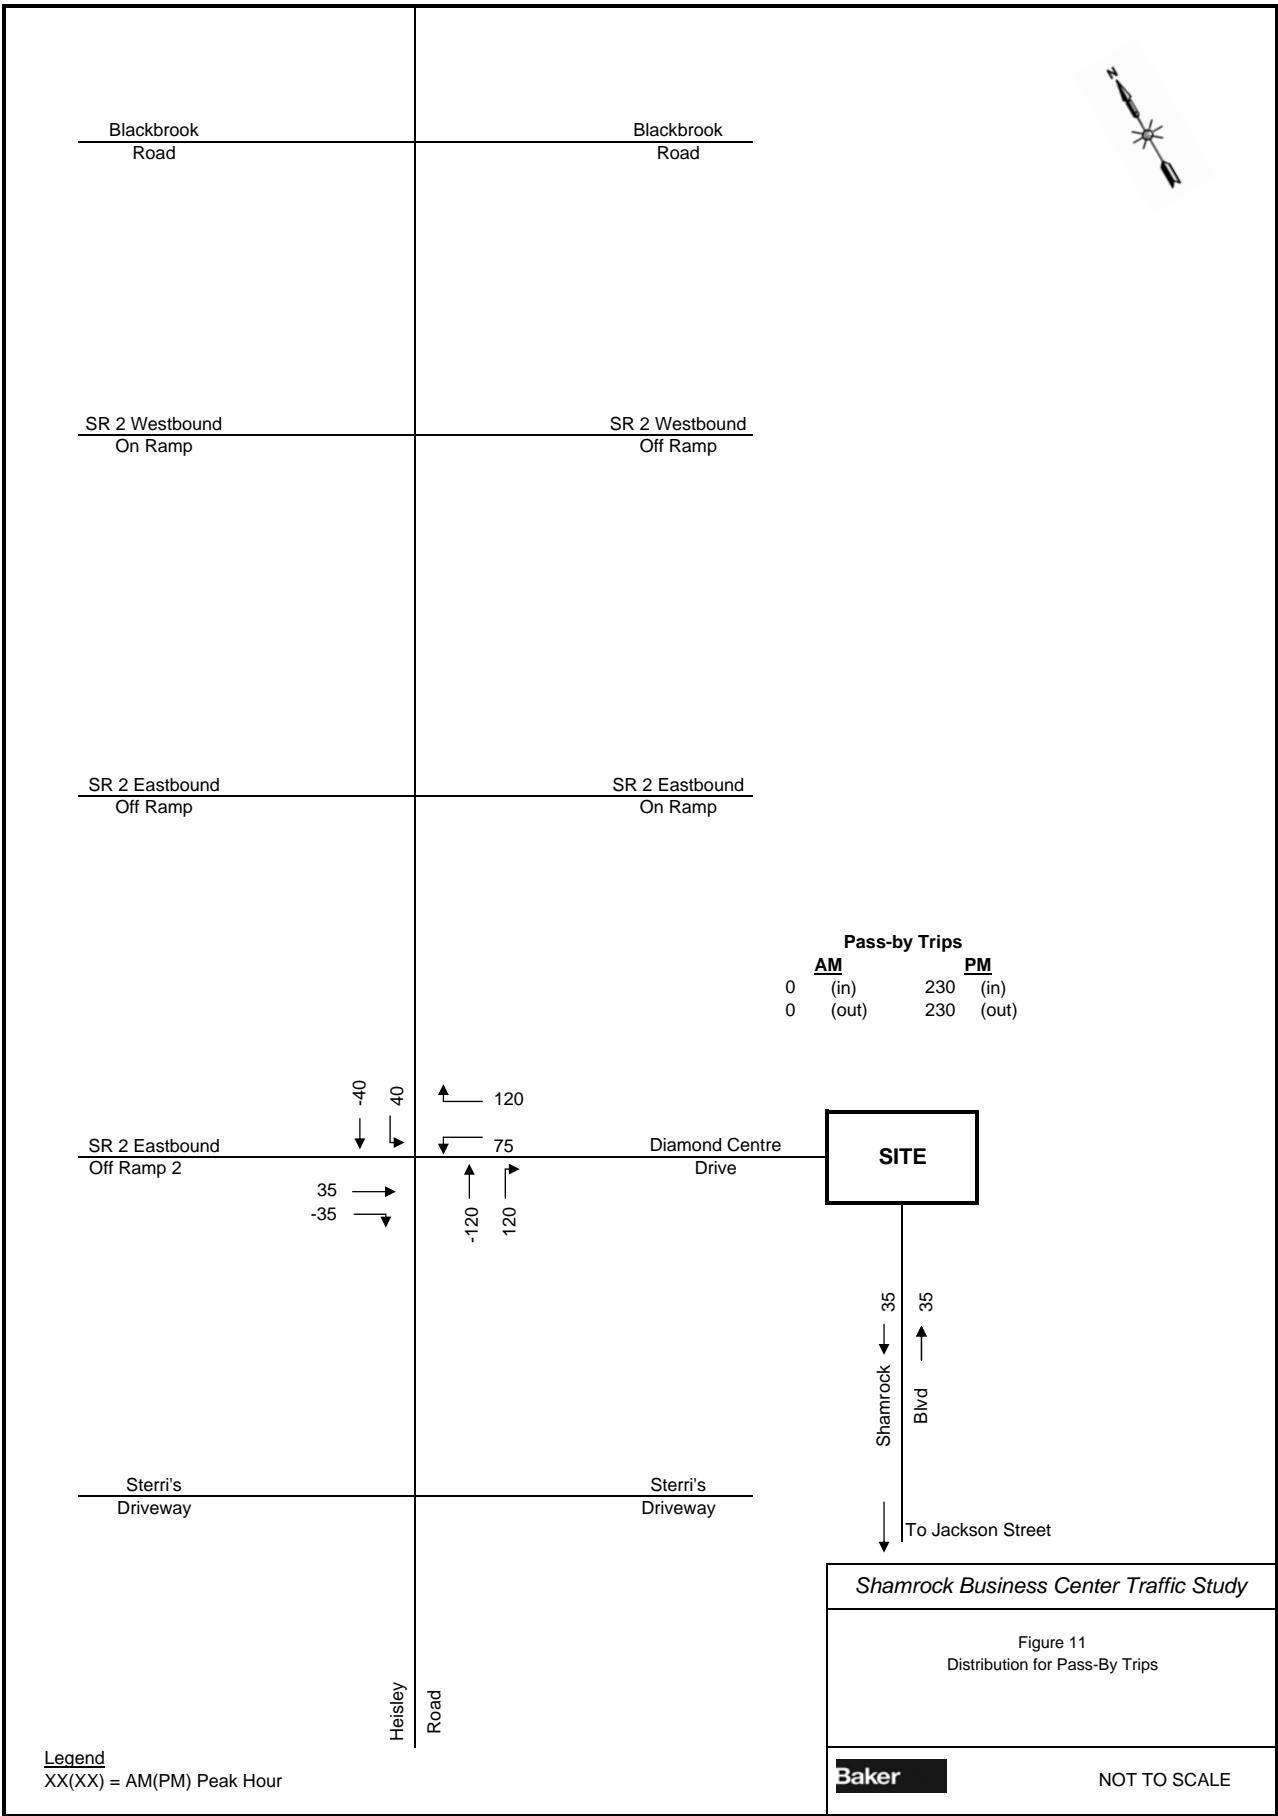 N
Blackbrook
Road
Blackbrook
Road
SR 2 Westbound
On Ramp
SR 2 Westbound
Off Ramp
SR 2 Eastbound
Off Ramp
SR 2 Eastbound
On Ramp
Pass-by Trips
AM PM
0 (in) 230 (in)
0 (out) 230 (out)
-40
40
120
75
SR 2 Eastbound
Off Ramp 2
Diamond Centre
Drive
SITE
35
-35
-120
120
35
35
Shamrock
Blvd
Sterri's
Driveway
Sterri's
Driveway
To Jackson Street
Heisley
Road
Shamrock Business Center Traffic Study
Figure 11
Distribution for Pass-By Trips
Legend
XX(XX) = AM(PM) Peak Hour
Baker
NOT TO SCALE